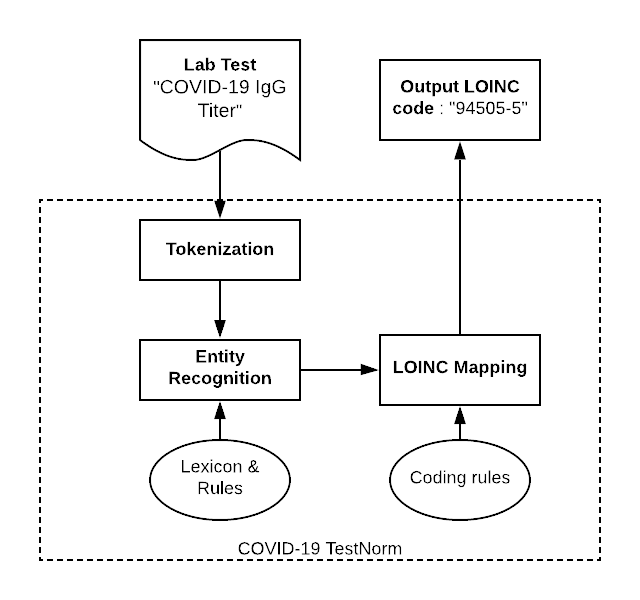 Lab Test
"COVID-19 IgG
Titer"
Output LOINC
code : "94505-5"
Tokenization
Entity
Recognition
LOINC Mapping
Lexicon &
Rules
Coding rules
COVID-19 TestNorm